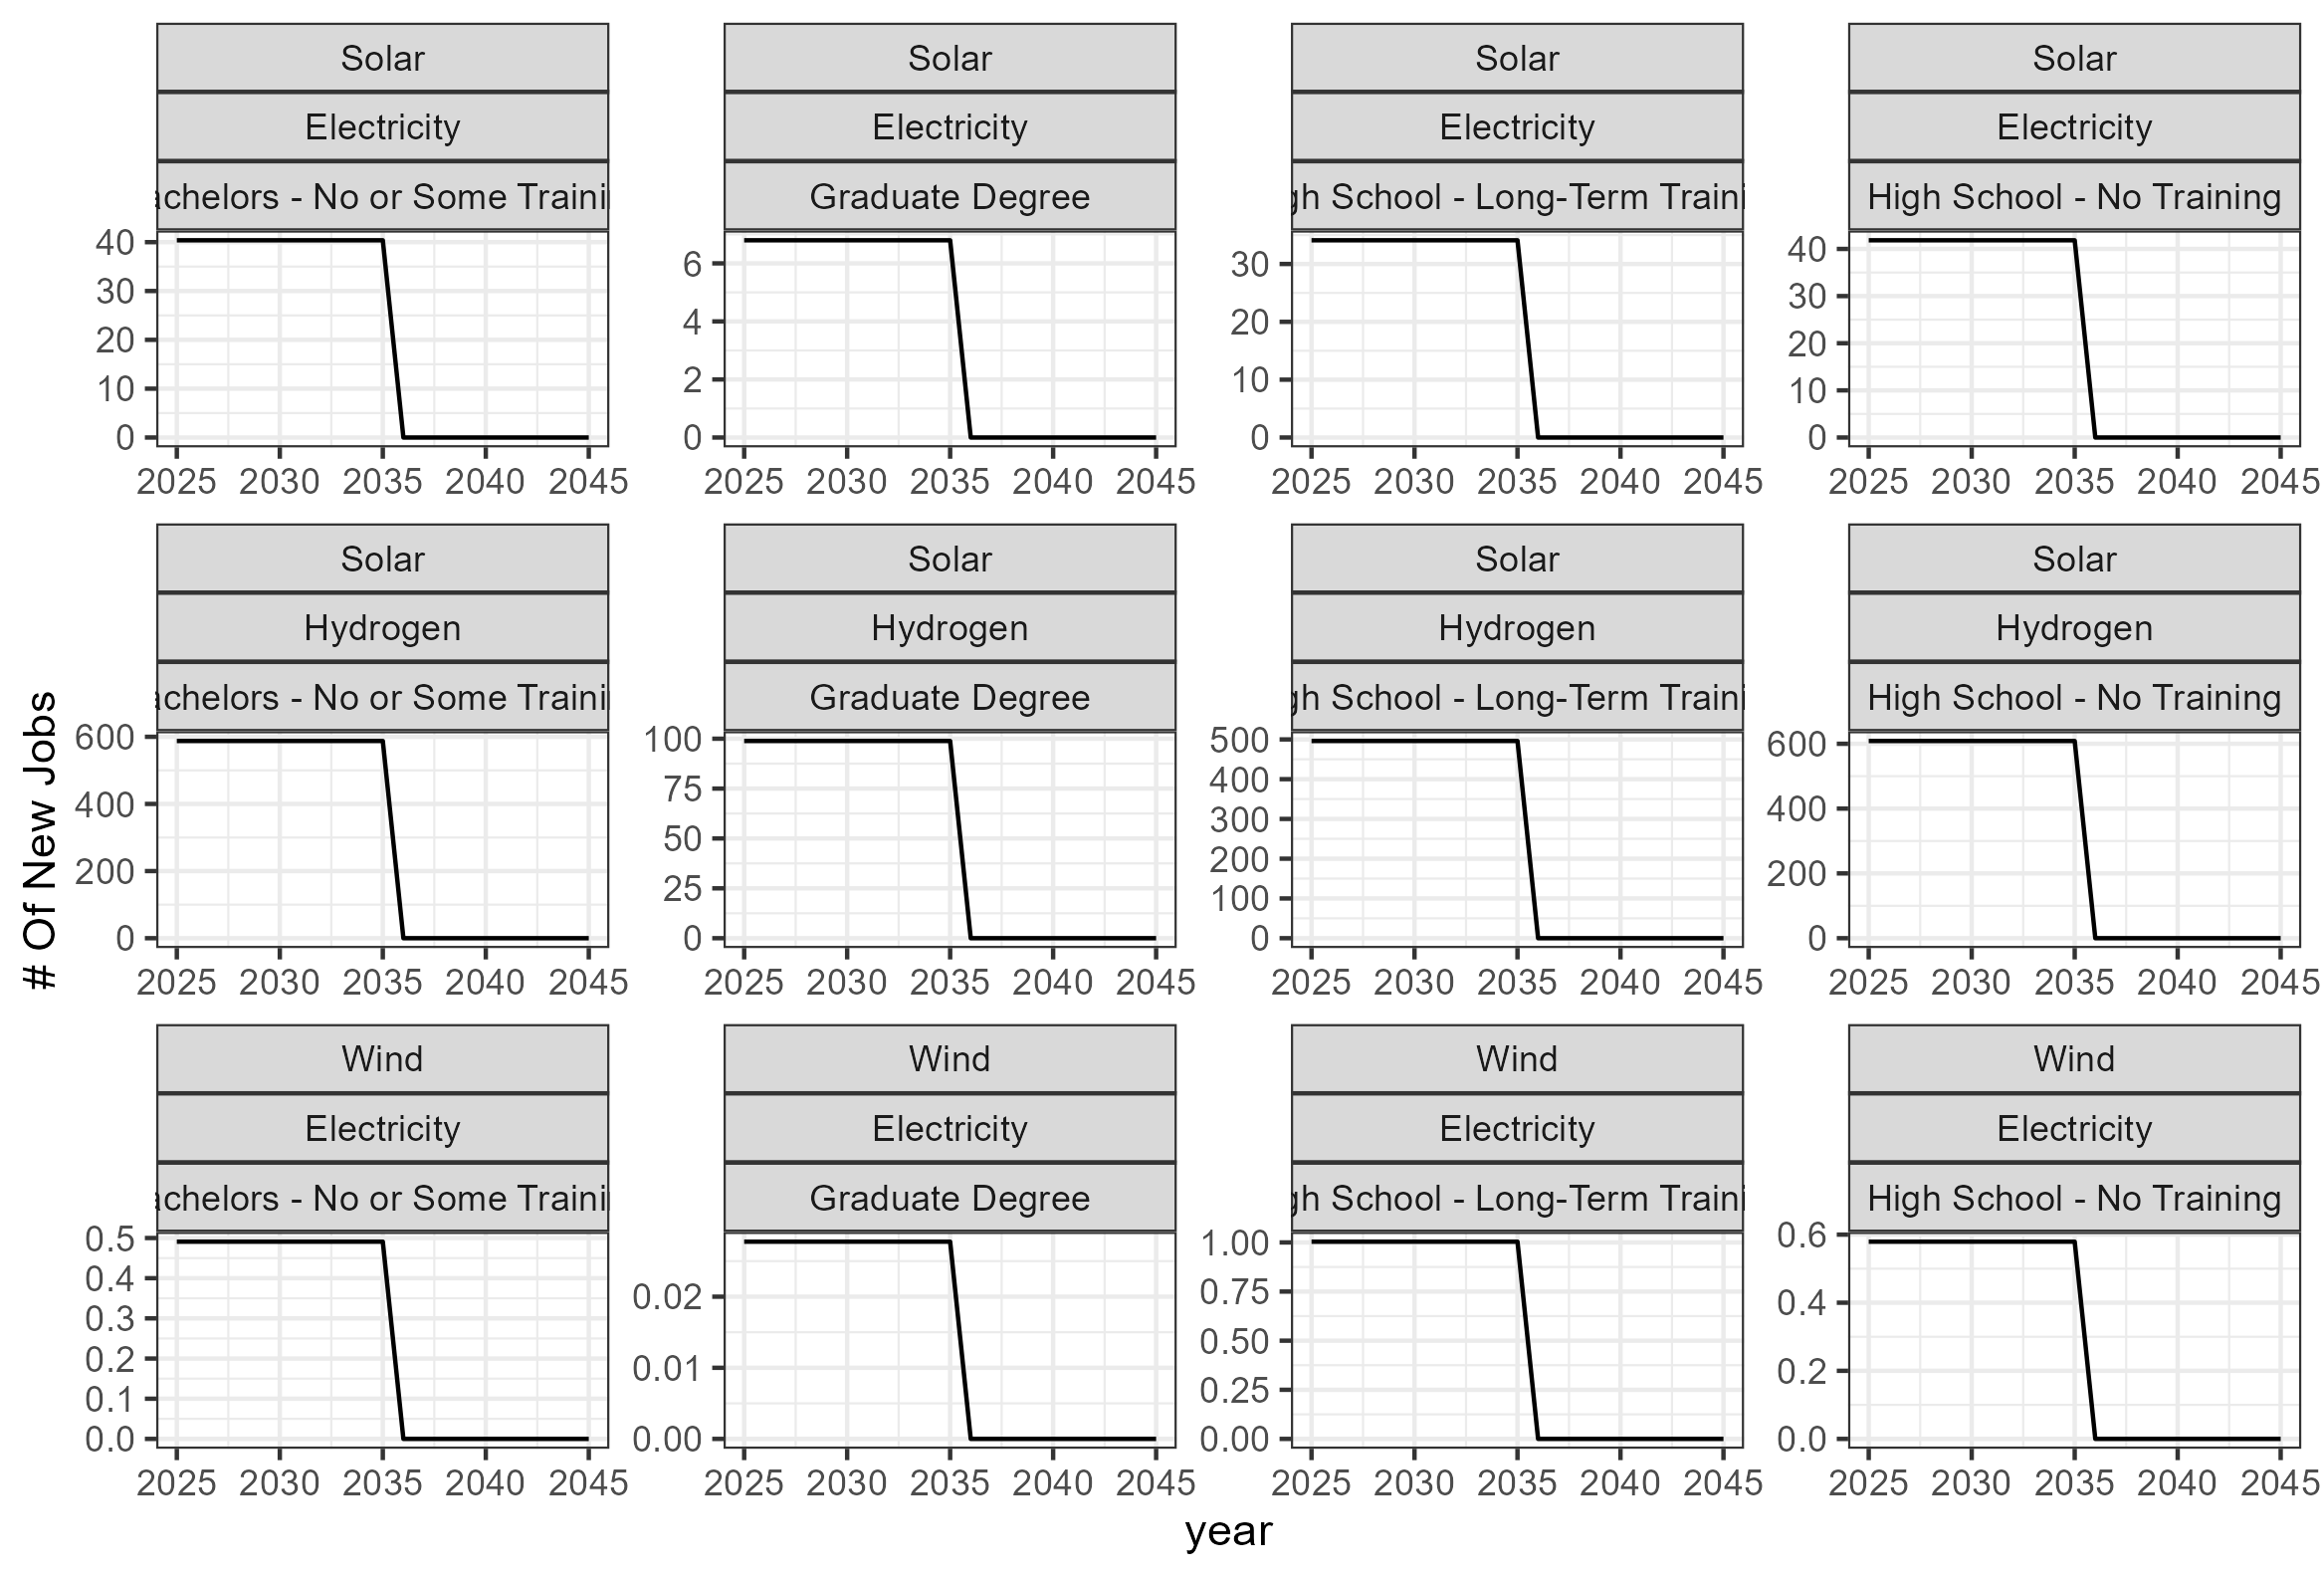 Solar Solar Solar Solar
Electricity Electricity Electricity Electricity
achelors - No or Some Traini Graduate Degree gh School - Long-Term Traini High School - No Training
40 6 30 40
30 4 20 30
20 2 10 20
10 0 0 10
0 0
2025 2030 2035 2040 2045 2025 2030 2035 2040 2045 2025 2030 2035 2040 2045 2025 2030 2035 2040 2045
Solar Solar Solar Solar
Hydrogen Hydrogen Hydrogen Hydrogen
achelors - No or Some Traini Graduate Degree gh School - Long-Term Traini High School - No Training
600 100 500 600
400 75 400 400
200 50 300 200
0 25 200 0
0 100
0
2025 2030 2035 2040 2045 2025 2030 2035 2040 2045 2025 2030 2035 2040 2045 2025 2030 2035 2040 2045
# Of New Jobs
Wind Wind Wind Wind
Electricity Electricity Electricity Electricity
achelors - No or Some Traini Graduate Degree gh School - Long-Term Traini High School - No Training
0.5 0.02 1.00 0.6
0.4 0.01 0.75 0.4
0.3 0.00 0.50 0.2
0.2 0.25 0.0
0.1 0.00
0.0
2025 2030 2035 2040 2045 2025 2030 2035 2040 2045 2025 2030 2035 2040 2045 2025 2030 2035 2040 2045
year